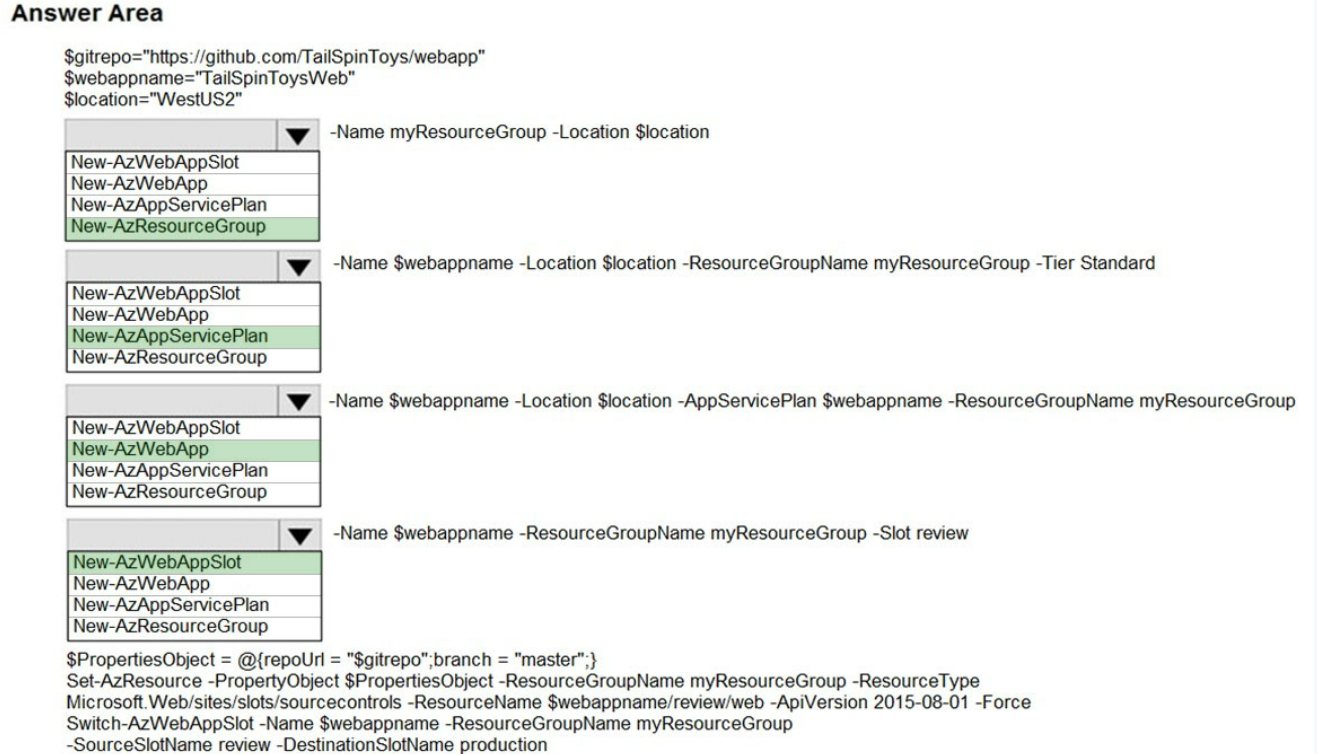 Answer Area
$gitrepo="https://github.com/TailSpinToys/webapp"
$webappname="TailSpinToysWeb"
$location="WestUS2"
-Name myResourceGroup -Location $location
New-AzWebAppSlot
New-AzWebApp
New-AzAppServicePlan
New-AzResourceGroup
-Name $webappname -Location $location -ResourceGroupName myResourceGroup -Tier Standard
New-AzWebAppSlot
New-AzWebApp
New-AzAppServicePlan
New-AzResourceGroup
-Name $webappname -Location $location -AppServicePlan $webappname -ResourceGroupName myResourceGroup
New-AzWebAppSlot
New-AzWebApp
New-AzAppServicePlan
New-AzResourceGroup
-Name $webappname -ResourceGroupName myResourceGroup -Slot review
New-AzWebAppSlot
New-AzWebApp
New-AzAppServicePlan
New-AzResourceGroup
$PropertiesObject = @{repoUrl = "$gitrepo";branch = "master";}
Set-AzResource -PropertyObject $PropertiesObject -ResourceGroupName myResourceGroup -ResourceType
Microsoft.Web/sites/slots/sourcecontrols -ResourceName $webappname/review/web -ApiVersion 2015-08-01 -Force
Switch-AzWebAppSlot -Name $webappname -ResourceGroupName myResourceGroup
-SourceSlotName review -DestinationSlotName production